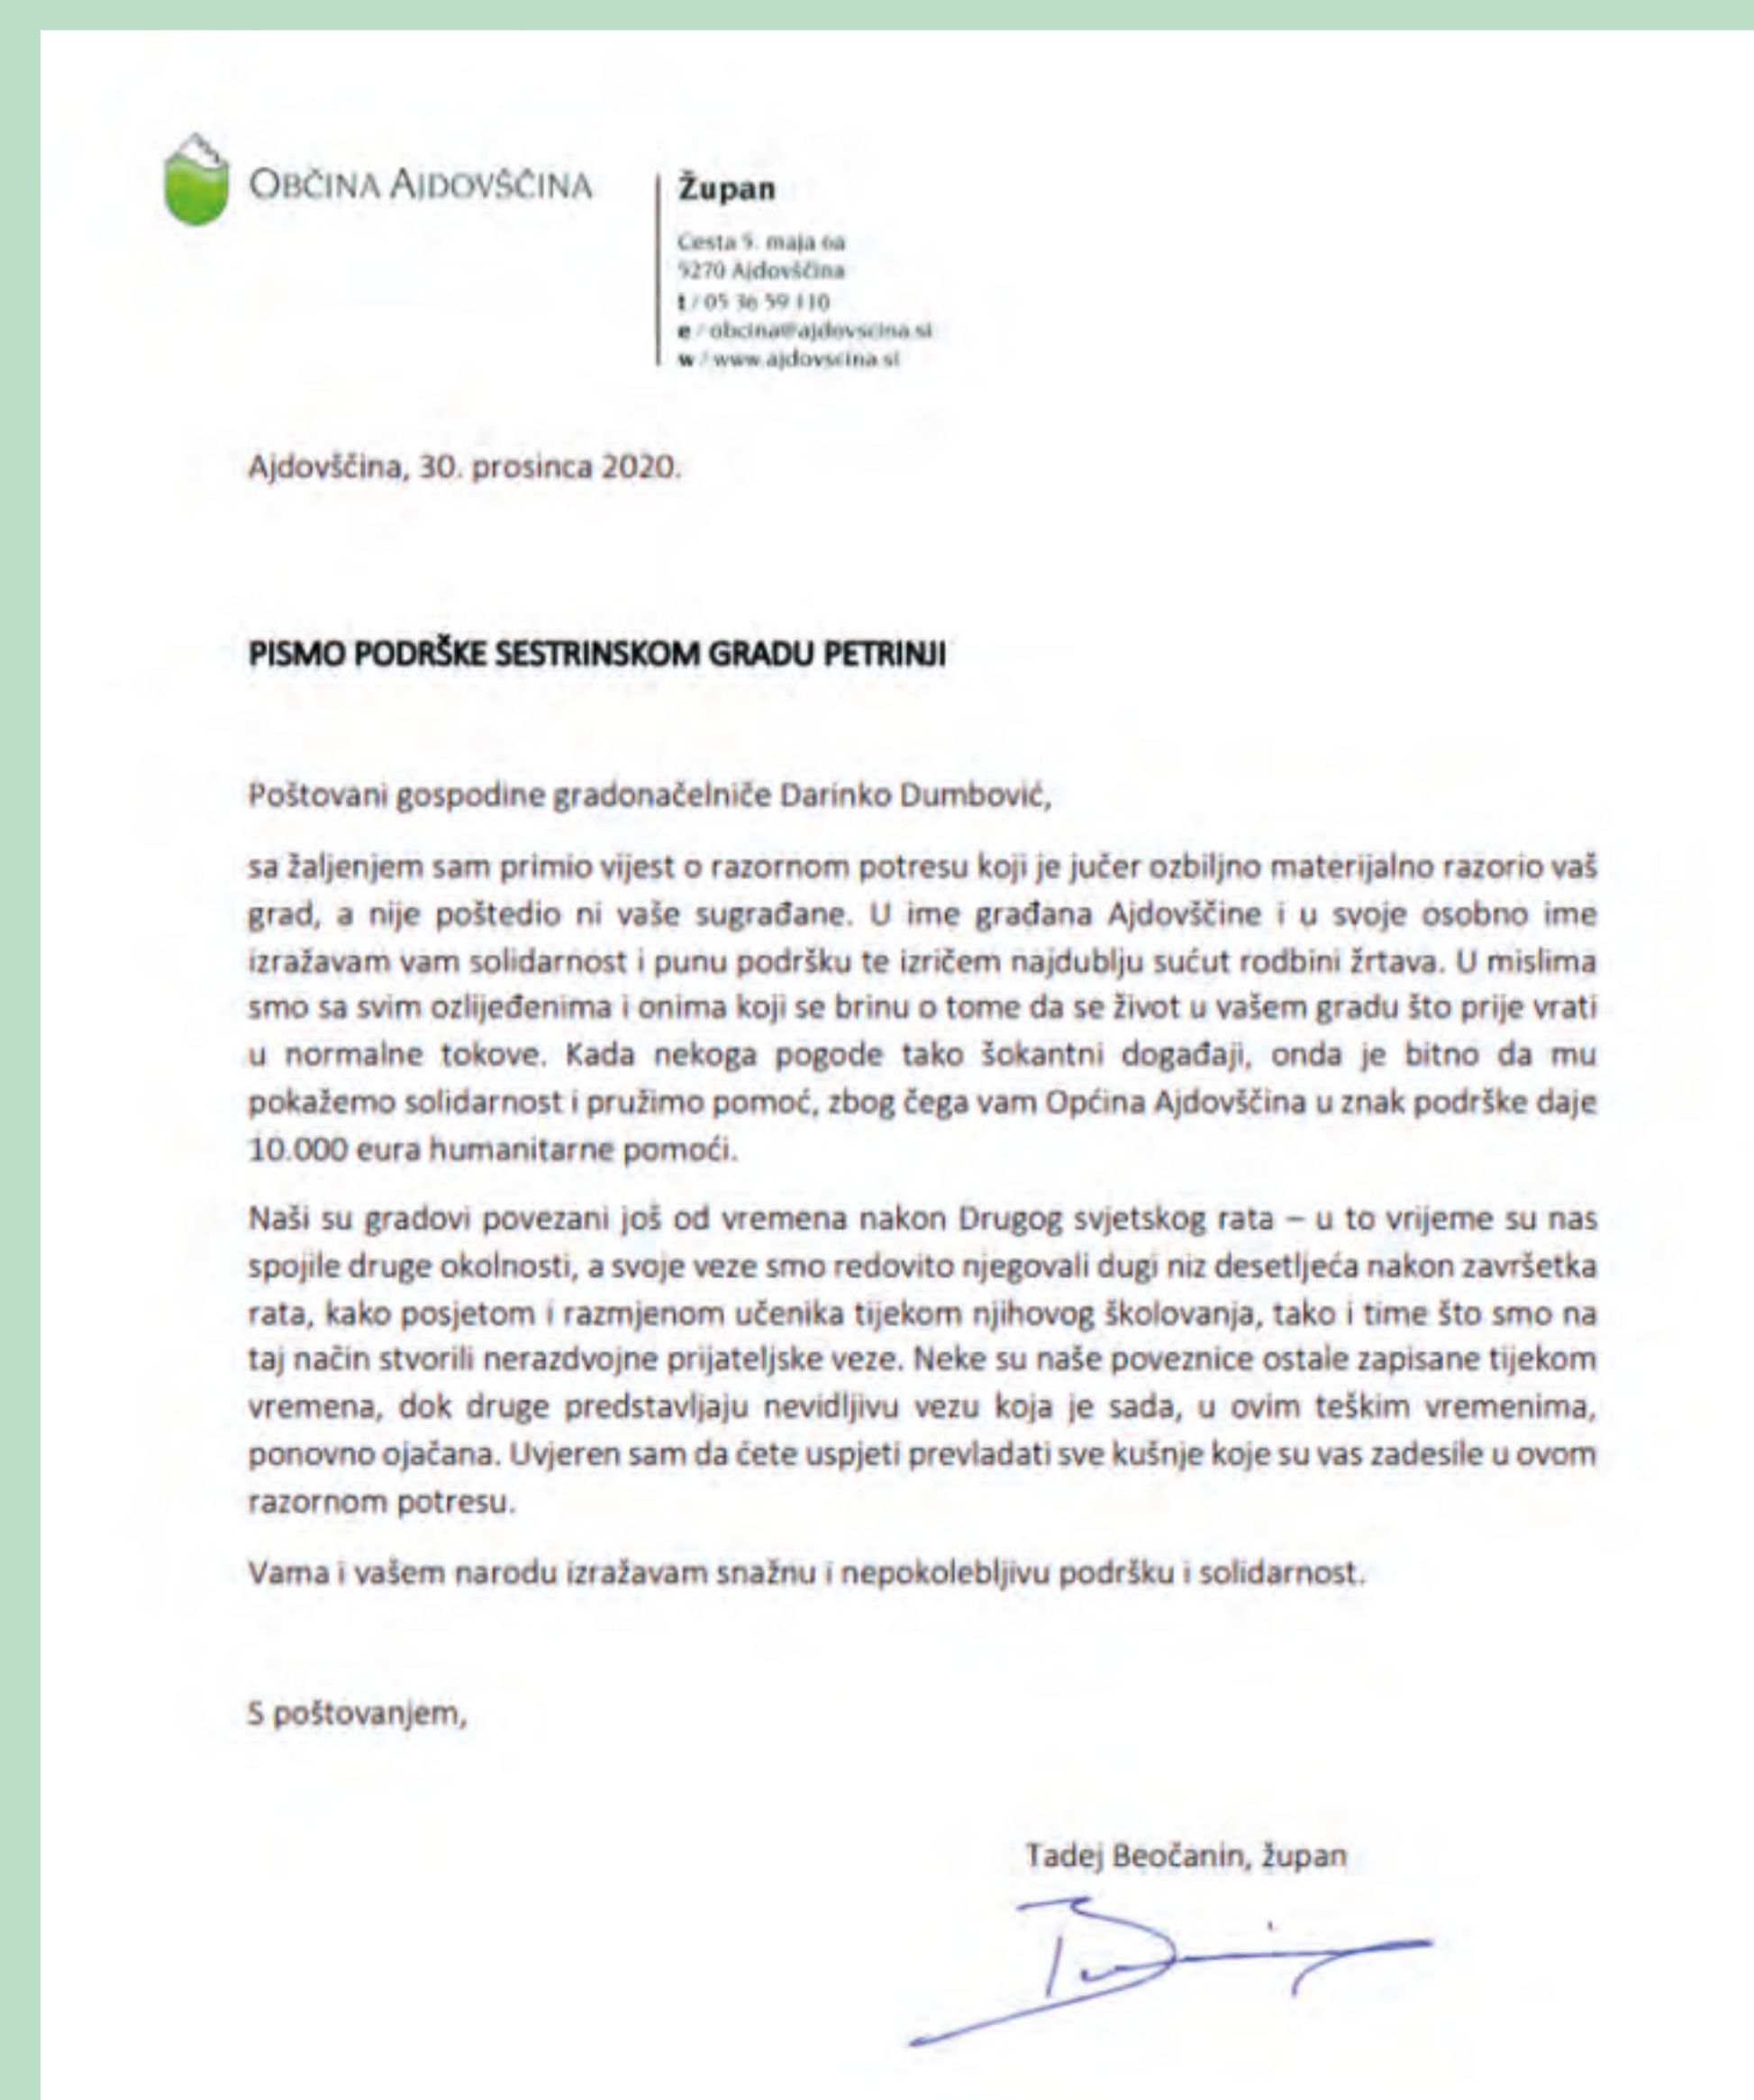 OBČINA AJDOVŠČINA
Župan
Cesta 5. maja 6a
5270 Ajdovščina
t / 05 36 59 110
e / obcina@ajdovscina.si
w / www.ajdovscina.si
Ajdovščina, 30. prosinca 2020.
PISMO PODRŠKE SESTRINSKOM GRADU PETRINJI
Poštovani gospodine gradonačelniče Darinko Dumbović,
sa žaljenjem sam primio vijest o razornom potresu koji je jučer ozbiljno materijalno razorio vaš
grad, a nije poštedio ni vaše sugrađane. U ime građana Ajdovščine i u svoje osobno ime
izražavam vam solidarnost i punu podršku te izričem najdublju sućut rodbini žrtava. U mislima
smo sa svim ozlijeđenima i onima koji se brinu o tome da se život u vašem gradu što prije vrati
u normalne tokove. Kada nekoga pogode tako šokantni događaji, onda je bitno da mu
pokažemo solidarnost i pružimo pomoć, zbog čega vam Općina Ajdovščina u znak podrške daje
10.000 eura humanitarne pomoći.
Naši su gradovi povezani još od vremena nakon Drugog svjetskog rata – u to vrijeme su nas
spojile druge okolnosti, a svoje veze smo redovito njegovali dugi niz desetljeća nakon završetka
rata, kako posjetom i razmjenom učenika tijekom njihovog školovanja, tako i time što smo na
taj način stvorili nerazdvojne prijateljske veze. Neke su naše poveznice ostale zapisane tijekom
vremena, dok druge predstavljaju nevidljivu vezu koja je sada, u ovim teškim vremenima,
ponovno ojačana. Uvjeren sam da ćete uspjeti prevladati sve kušnje koje su vas zadesile u ovom
razornom potresu.
Vama i vašem narodu izražavam snažnu i nepokolebljivu podršku i solidarnost.
S poštovanjem,
Tadej Beočanin, župan